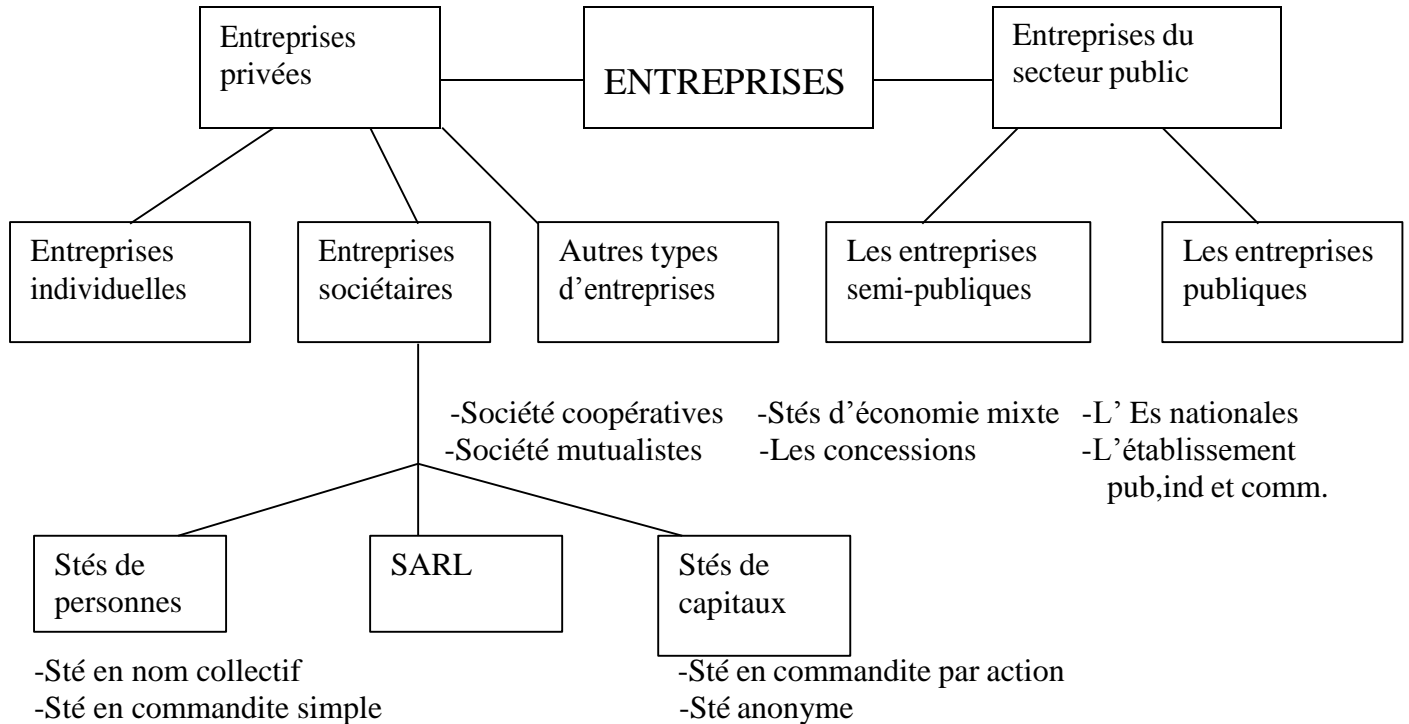 Entreprises
privées
ENTREPRISES
Entreprises du
secteur public
Entreprises
individuelles
Entreprises
sociétaires
Autres types
d’entreprises
Les entreprises
semi-publiques
Les entreprises
publiques
-Société coopératives
-Société mutualistes
-Stés d’économie mixte
-Les concessions
-L’ Es nationales
-L’établissement
pub,ind et comm.
Stés de
personnes
SARL
Stés de
capitaux
-Sté en nom collectif
-Sté en commandite simple
-Sté en commandite par action
-Sté anonyme